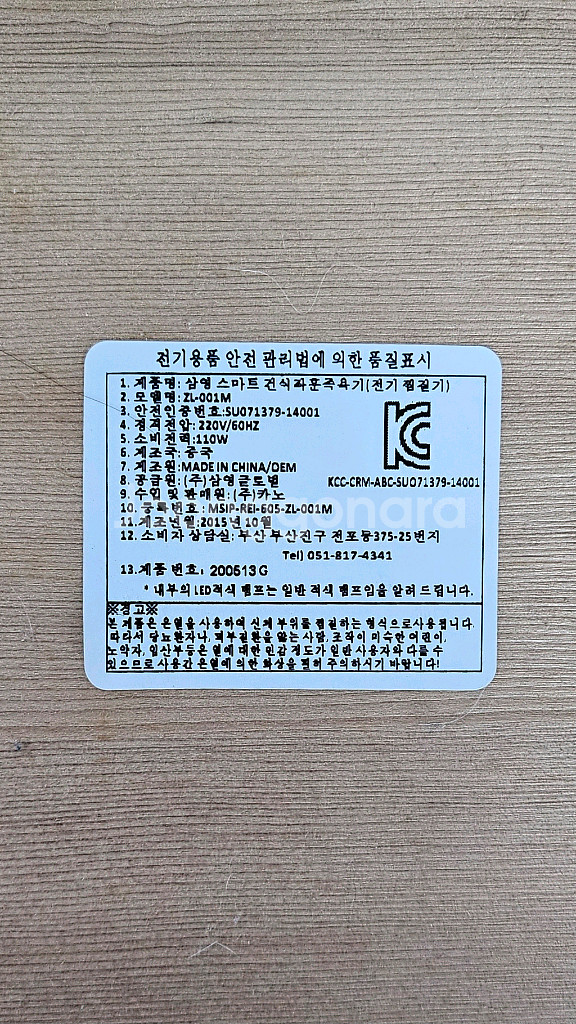 전기용품 안전 관리법에 의한 품질표시
1. 제품명: 삼영 스마트 건식좌훈족욕기(전기 찜질기)
2. 모델명: ZL-001M
3. 안전인증번호:SU071379-14001
4. 정격전압: 220V/60HZ
5. 소비전력:110W
6. 제조국: 중국
7. 제조원: MADE IN CHINA/OEM
8. 공급원: (주)삼영글로벌
KCC-CRM-ABC-SU071379-14001
9. 수입 및 판매원: (주)카노
10. 등록번호: MSIP-REI-605-ZL-001M
11.제조년월:2015년 10월
12. 소비자 상담실: 부산 부산진구 전포동375-25번지
Tel) 051-817-4341
13.제품 번호: 200513G
* 내부의 LED적식 램프는 일반 적식 램프임을 알려 드립니다.
※경고※
본 제품은 온열을 사용하여 신체 부위를 찜질하는 형식으로사용됩니다.
따라서 당뇨환자나, 피부질환을 앓는 사람, 조작이 미숙한 어린이,
노약자, 임산부등은 열에 대한 민감 정도가 일반 사용자와 다를 수
있으므로 사용간 온열에 의한 화상을 특히 주의하시기 바랍니다!
gonara